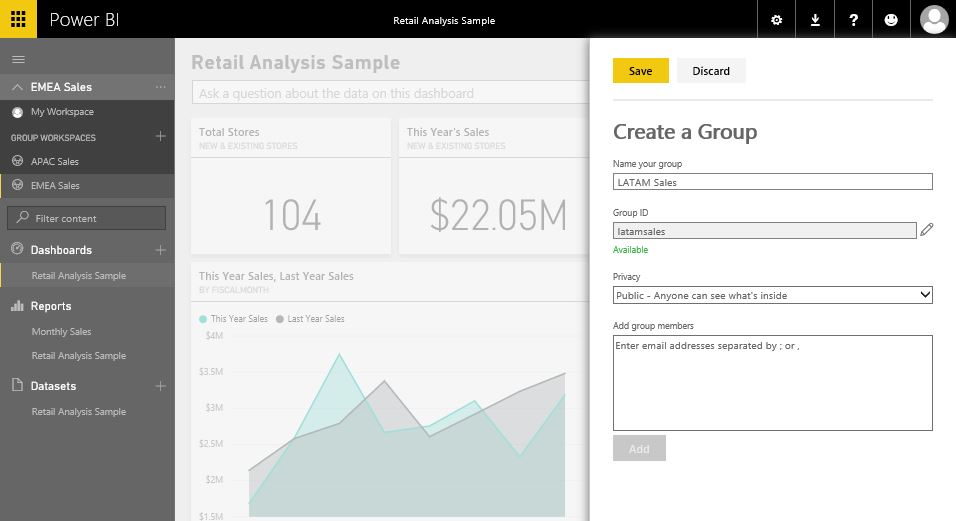 Power BI
Retail Analysis Sample
?
EMEA Sales
...
My Workspace
GROUP WORKSPACES
+
APAC Sales
EMEA Sales
Filter content
Dashboards
+
Retail Analysis Sample
Reports
Monthly Sales
Retail Analysis Sample
Datasets
+
Retail Analysis Sample
Retail Analysis Sample
Ask a question about the data on this dashboard
Total Stores
NEW & EXISTING STORES
104
This Year's Sales
NEW & EXISTING STORES
$22.05M
This Year Sales, Last Year Sales
BY FISCALMONTH
This Year Sales
Last Year Sales
$4M
$3.5M
$3M
$2.5M
$2M
$1.5M
Save
Discard
Create a Group
Name your group
LATAM Sales
Group ID
latamsales
Available
Privacy
Public - Anyone can see what's inside
Add group members
Enter email addresses separated by ; or ,
Add